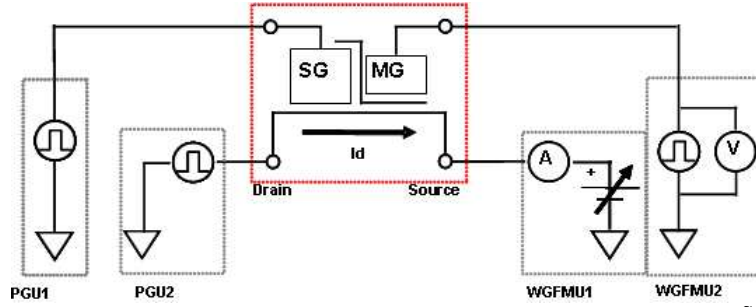 SG
MG
Id
Drain
Source
A
+
V
PGU1
PGU2
WGFMU1
WGFMU2